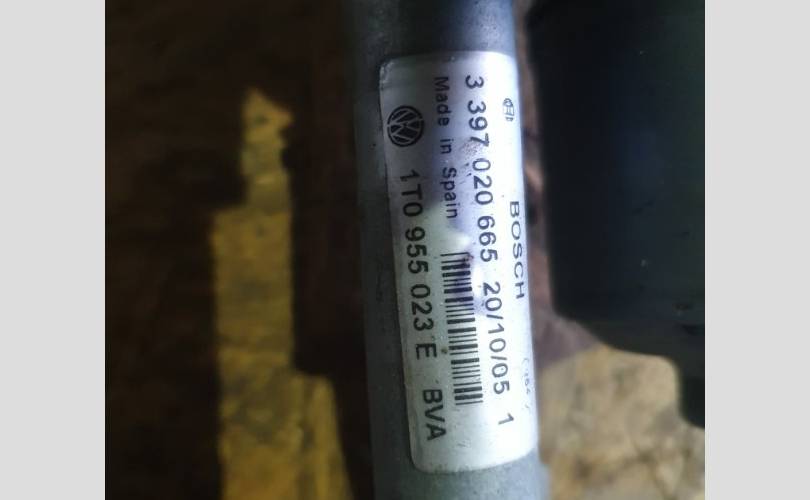 BOSCH
3 397 020 665 20/10/05 1
Made in Spain
1T0 955 023 E BVA